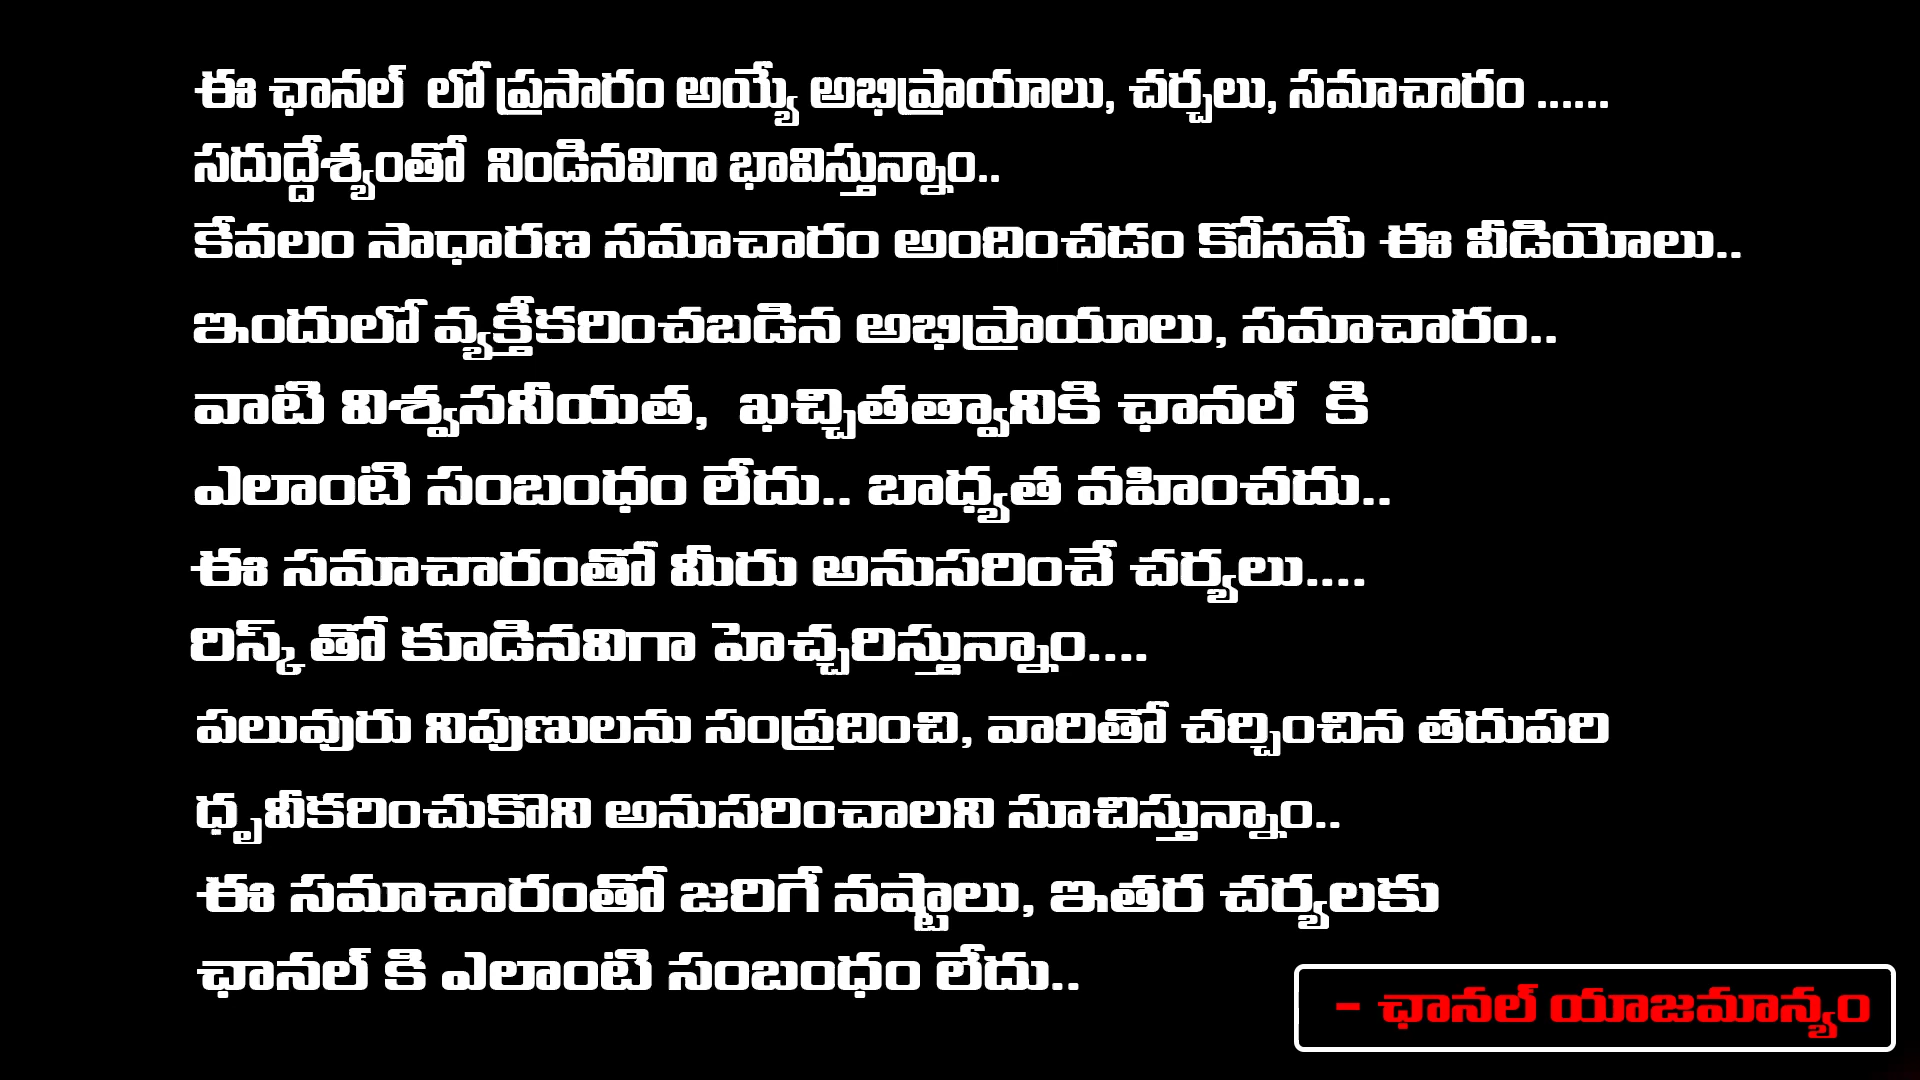 ఈ ఛానల్ లో ప్రసారం అయ్యే అభిప్రాయాలు, చర్చలు, సమాచారం ......
సదుద్దేశ్యంతో నిండినవిగా భావిస్తున్నాం..
కేవలం సాధారణ సమాచారం అందించడం కోసమే ఈ వీడియోలు..
ఇందులో వ్యక్తీకరించబడిన అభిప్రాయాలు, సమాచారం..
వాటి విశ్వసనీయత, ఖచ్చితత్వానికి ఛానల్ కి
ఎలాంటి సంబంధం లేదు.. బాధ్యత వహించదు..
ఈ సమాచారంతో మీరు అనుసరించే చర్యలు....
రిస్క్ తో కూడినవిగా హెచ్చరిస్తున్నాం....
పలువురు నిపుణులను సంప్రదించి, వారితో చర్చించిన తదుపరి
ధృవీకరించుకొని అనుసరించాలని సూచిస్తున్నాం..
ఈ సమాచారంతో జరిగే నష్టాలు, ఇతర చర్యలకు
ఛానల్ కి ఎలాంటి సంబంధం లేదు..
- ఛానల్ యాజమాన్యం